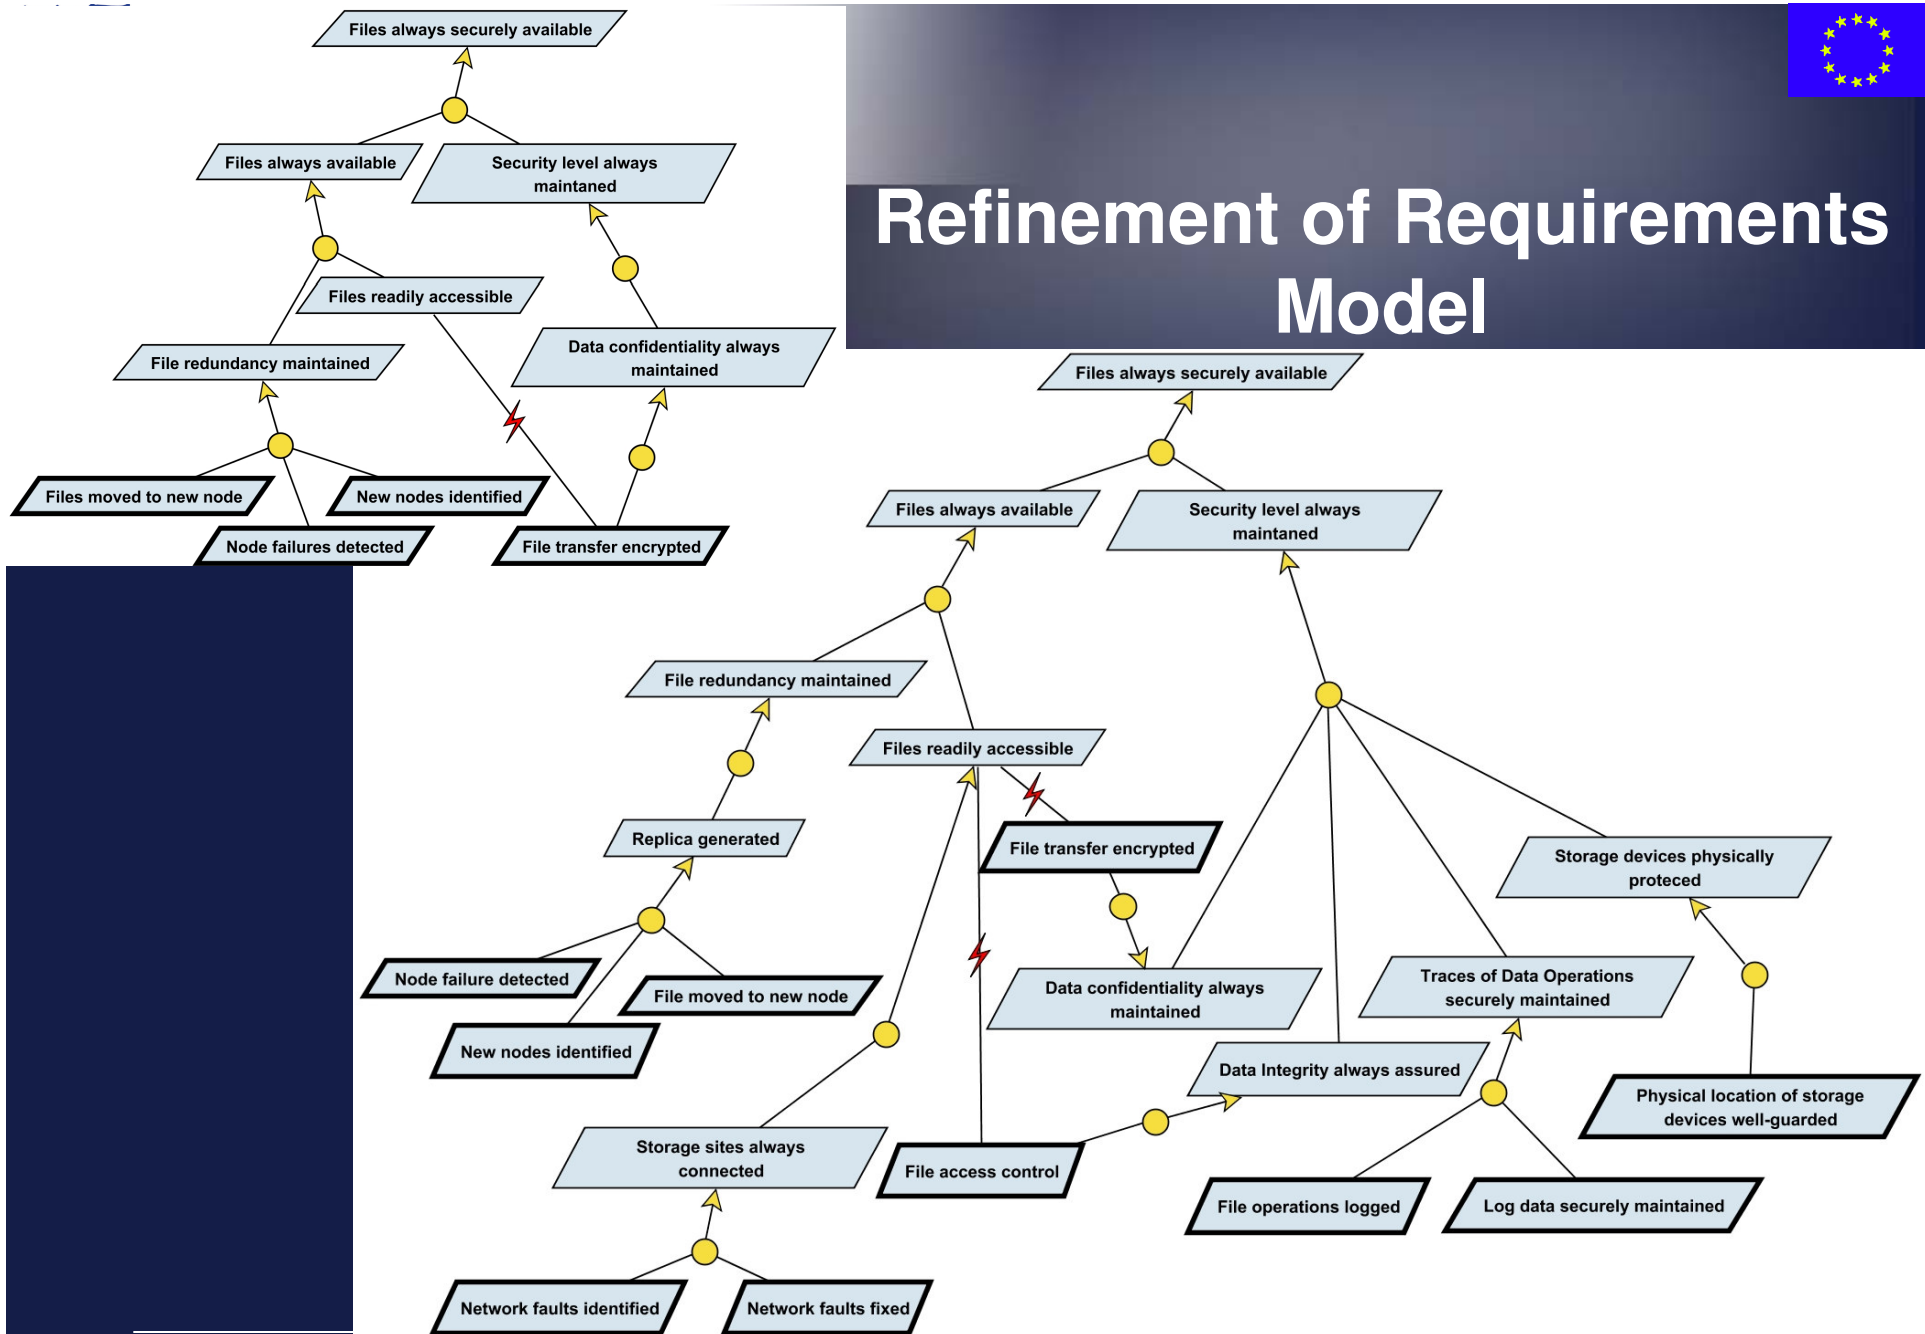 Files always securely available
Files always available
Security level always
maintaned
Files readily accessible
File redundancy maintained
Data confidentiality always
maintained
Files moved to new node
New nodes identified
Node failures detected
File transfer encrypted
Refinement of Requirements
Model
Files always securely available
Files always available
Security level always
maintaned
File redundancy maintained
Files readily accessible
Replica generated
File transfer encrypted
Storage devices physically
proteced
Node failure detected
File moved to new node
New nodes identified
Data confidentiality always
maintained
Traces of Data Operations
securely maintained
Data Integrity always assured
Physical location of storage
devices well-guarded
Storage sites always
connected
File access control
File operations logged
Log data securely maintained
Network faults identified
Network faults fixed